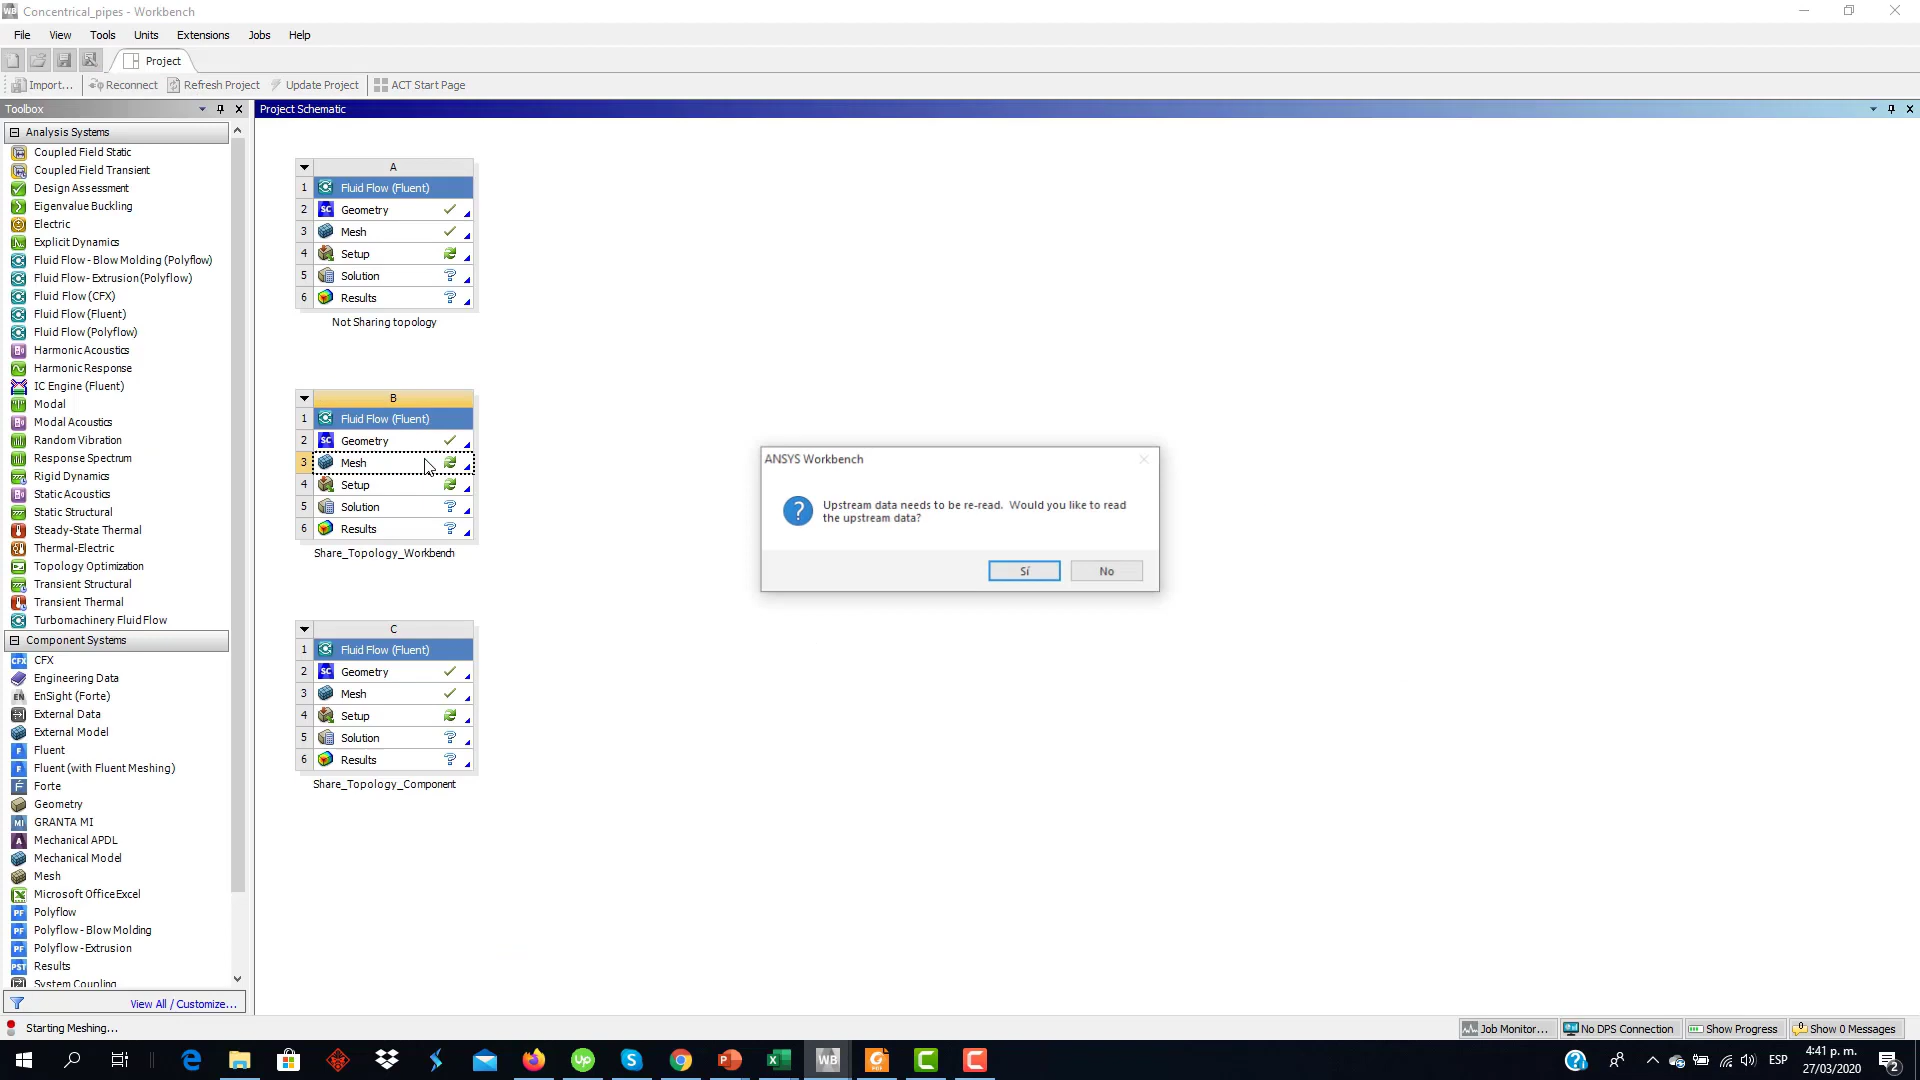 Concentrical_pipes - Workbench
File View Tools Units Extensions Jobs Help
Project
Import... Reconnect Refresh Project Update Project ACT Start Page
Toolbox
Project Schematic
Analysis Systems
Coupled Field Static
Coupled Field Transient
Design Assessment
Eigenvalue Buckling
Electric
Explicit Dynamics
Fluid Flow - Blow Molding (Polyflow)
Fluid Flow - Extrusion (Polyflow)
Fluid Flow (CFX)
Fluid Flow (Fluent)
Fluid Flow (Polyflow)
Harmonic Acoustics
Harmonic Response
IC Engine (Fluent)
Modal
Modal Acoustics
Random Vibration
Response Spectrum
Rigid Dynamics
Static Acoustics
Static Structural
Steady-State Thermal
Thermal-Electric
Topology Optimization
Transient Structural
Transient Thermal
Turbomachinery Fluid Flow
Component Systems
CFX
Engineering Data
EnSight (Forte)
External Data
External Model
Fluent
Fluent (with Fluent Meshing)
Forte
Geometry
GRANTA MI
Mechanical APDL
Mechanical Model
Mesh
Microsoft Office Excel
Polyflow
Polyflow - Blow Molding
Polyflow - Extrusion
Results
System Coupling
View All / Customize...
A
1 Fluid Flow (Fluent)
2 Geometry
3 Mesh
4 Setup
5 Solution
6 Results
Not Sharing topology
B
1 Fluid Flow (Fluent)
2 Geometry
3 Mesh
4 Setup
5 Solution
6 Results
Share_Topology_Workbench
C
1 Fluid Flow (Fluent)
2 Geometry
3 Mesh
4 Setup
5 Solution
6 Results
Share_Topology_Component
ANSYS Workbench
Upstream data needs to be re-read. Would you like to read
the upstream data?
Sí No
Starting Meshing...
Job Monitor... No DPS Connection Show Progress Show 0 Messages
ESP
4:41 p. m.
27/03/2020
2